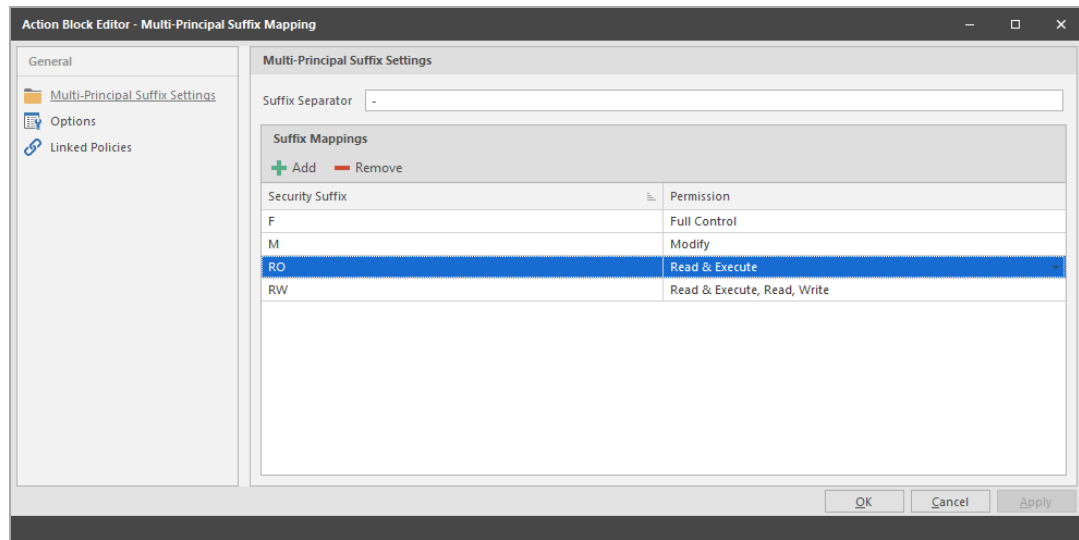 Action Block Editor - Multi-Principal Suffix Mapping
General
Multi-Principal Suffix Settings
Options
Linked Policies
Multi-Principal Suffix Settings
Suffix Separator -
Suffix Mappings
Add Remove
Security Suffix Permission
F Full Control
M Modify
RO Read & Execute
RW Read & Execute, Read, Write
OK Cancel Apply